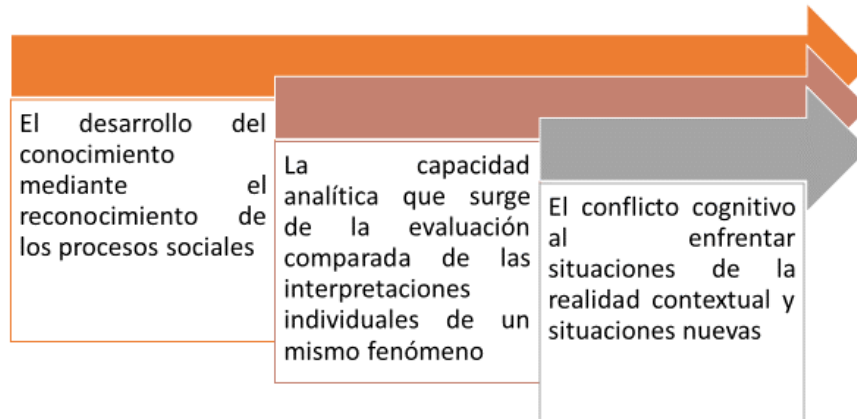 El desarrollo del
conocimiento
mediante el
reconocimiento de
los procesos sociales
La capacidad
analítica que surge
de la evaluación
comparada de las
interpretaciones
individuales de un
mismo fenómeno
El conflicto cognitivo
al enfrentar
situaciones de la
realidad contextual y
situaciones nuevas